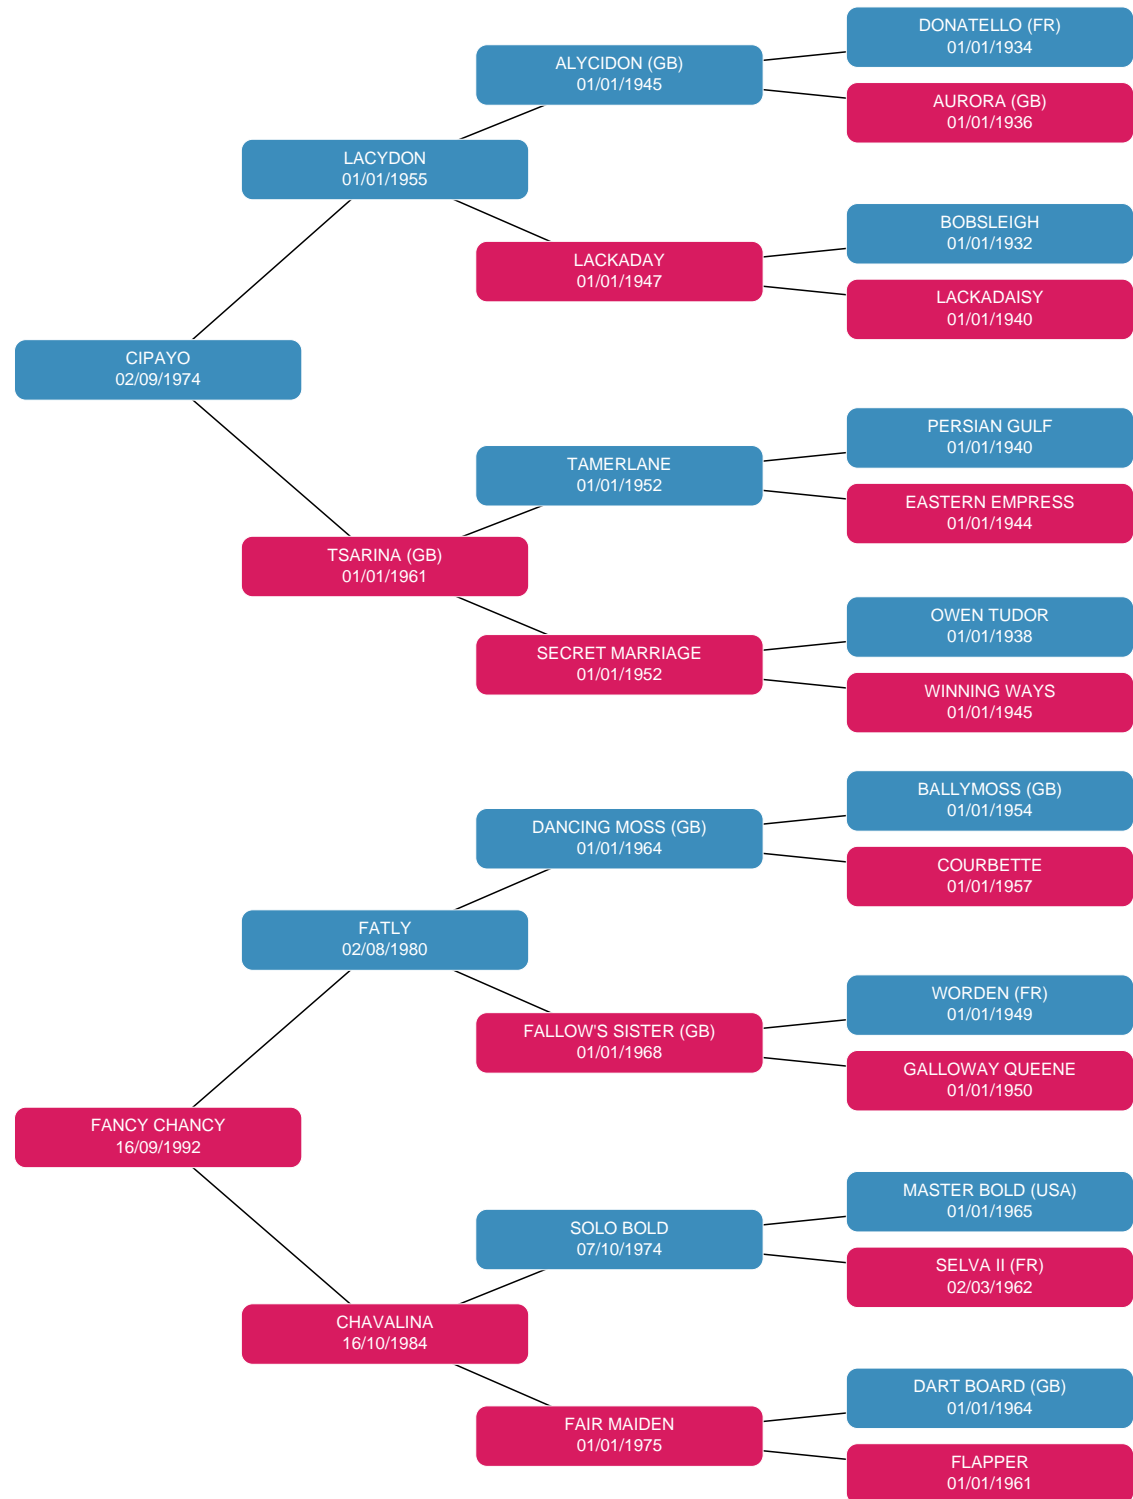 DONATELLO (FR)
01/01/1934
ALYCIDON (GB)
01/01/1945
AURORA (GB)
01/01/1936
LACYDON
01/01/1955
BOBSLEIGH
01/01/1932
LACKADAY
01/01/1947
LACKADAISY
01/01/1940
CIPAYO
02/09/1974
PERSIAN GULF
01/01/1940
TAMERLANE
01/01/1952
EASTERN EMPRESS
01/01/1944
TSARINA (GB)
01/01/1961
OWEN TUDOR
01/01/1938
SECRET MARRIAGE
01/01/1952
WINNING WAYS
01/01/1945
BALLYMOSS (GB)
01/01/1954
DANCING MOSS (GB)
01/01/1964
COURBETTE
01/01/1957
FATLY
02/08/1980
WORDEN (FR)
01/01/1949
FALLOW'S SISTER (GB)
01/01/1968
GALLOWAY QUEENE
01/01/1950
FANCY CHANCY
16/09/1992
MASTER BOLD (USA)
01/01/1965
SOLO BOLD
07/10/1974
SELVA II (FR)
02/03/1962
CHAVALINA
16/10/1984
DART BOARD (GB)
01/01/1964
FAIR MAIDEN
01/01/1975
FLAPPER
01/01/1961